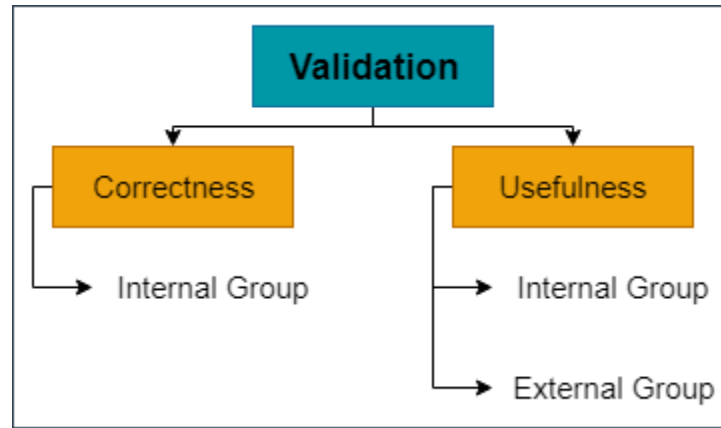 Validation
Correctness
Usefulness
Internal Group
Internal Group
External Group